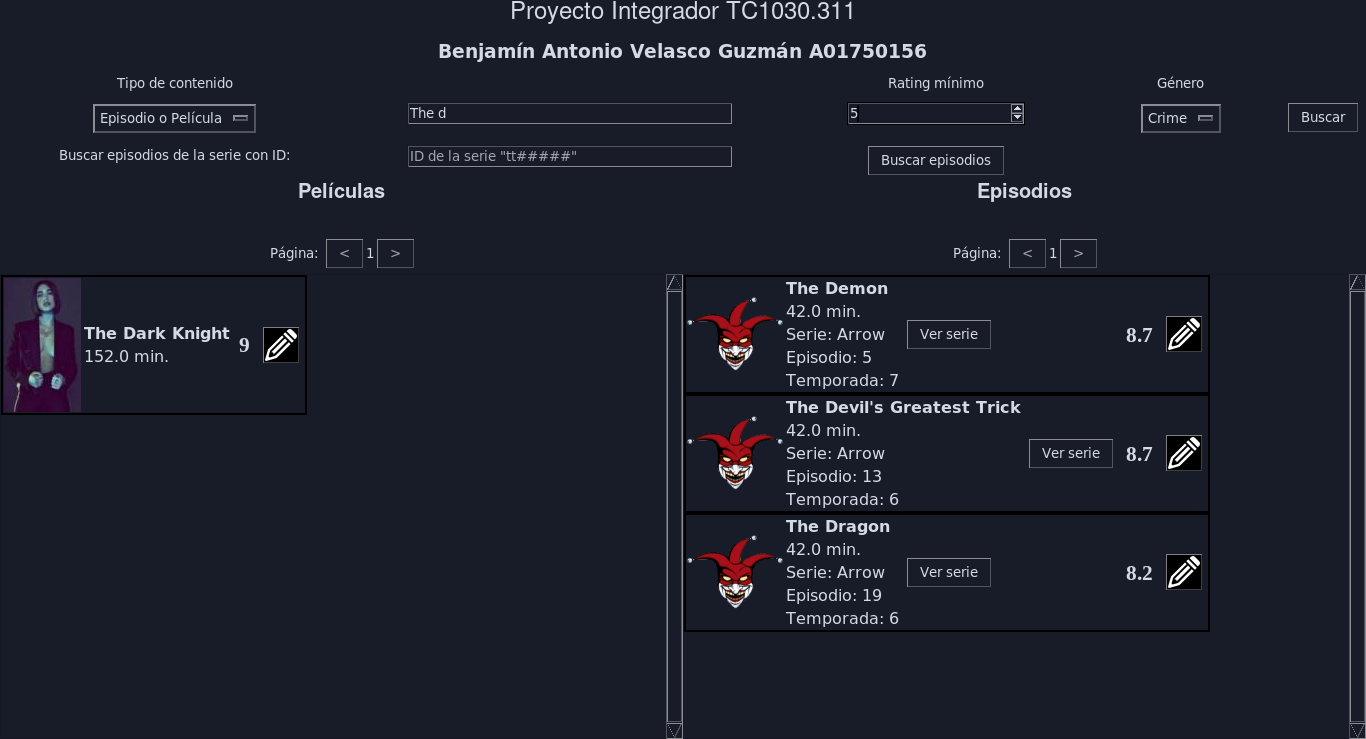 Proyecto Integrador TC1030.311
Benjamín Antonio Velasco Guzmán A01750156
Tipo de contenido
Rating mínimo
Género
Episodio o Película
The d
5
Crime
Buscar
Buscar episodios de la serie con ID:
ID de la serie "tt#####"
Buscar episodios
Películas
Episodios
Página: < 1 >
Página: < 1 >
The Dark Knight
152.0 min.
9
The Demon
42.0 min.
Serie: Arrow
Episodio: 5
Temporada: 7
Ver serie
8.7
The Devil's Greatest Trick
42.0 min.
Serie: Arrow
Episodio: 13
Temporada: 6
Ver serie
8.7
The Dragon
42.0 min.
Serie: Arrow
Episodio: 19
Temporada: 6
Ver serie
8.2